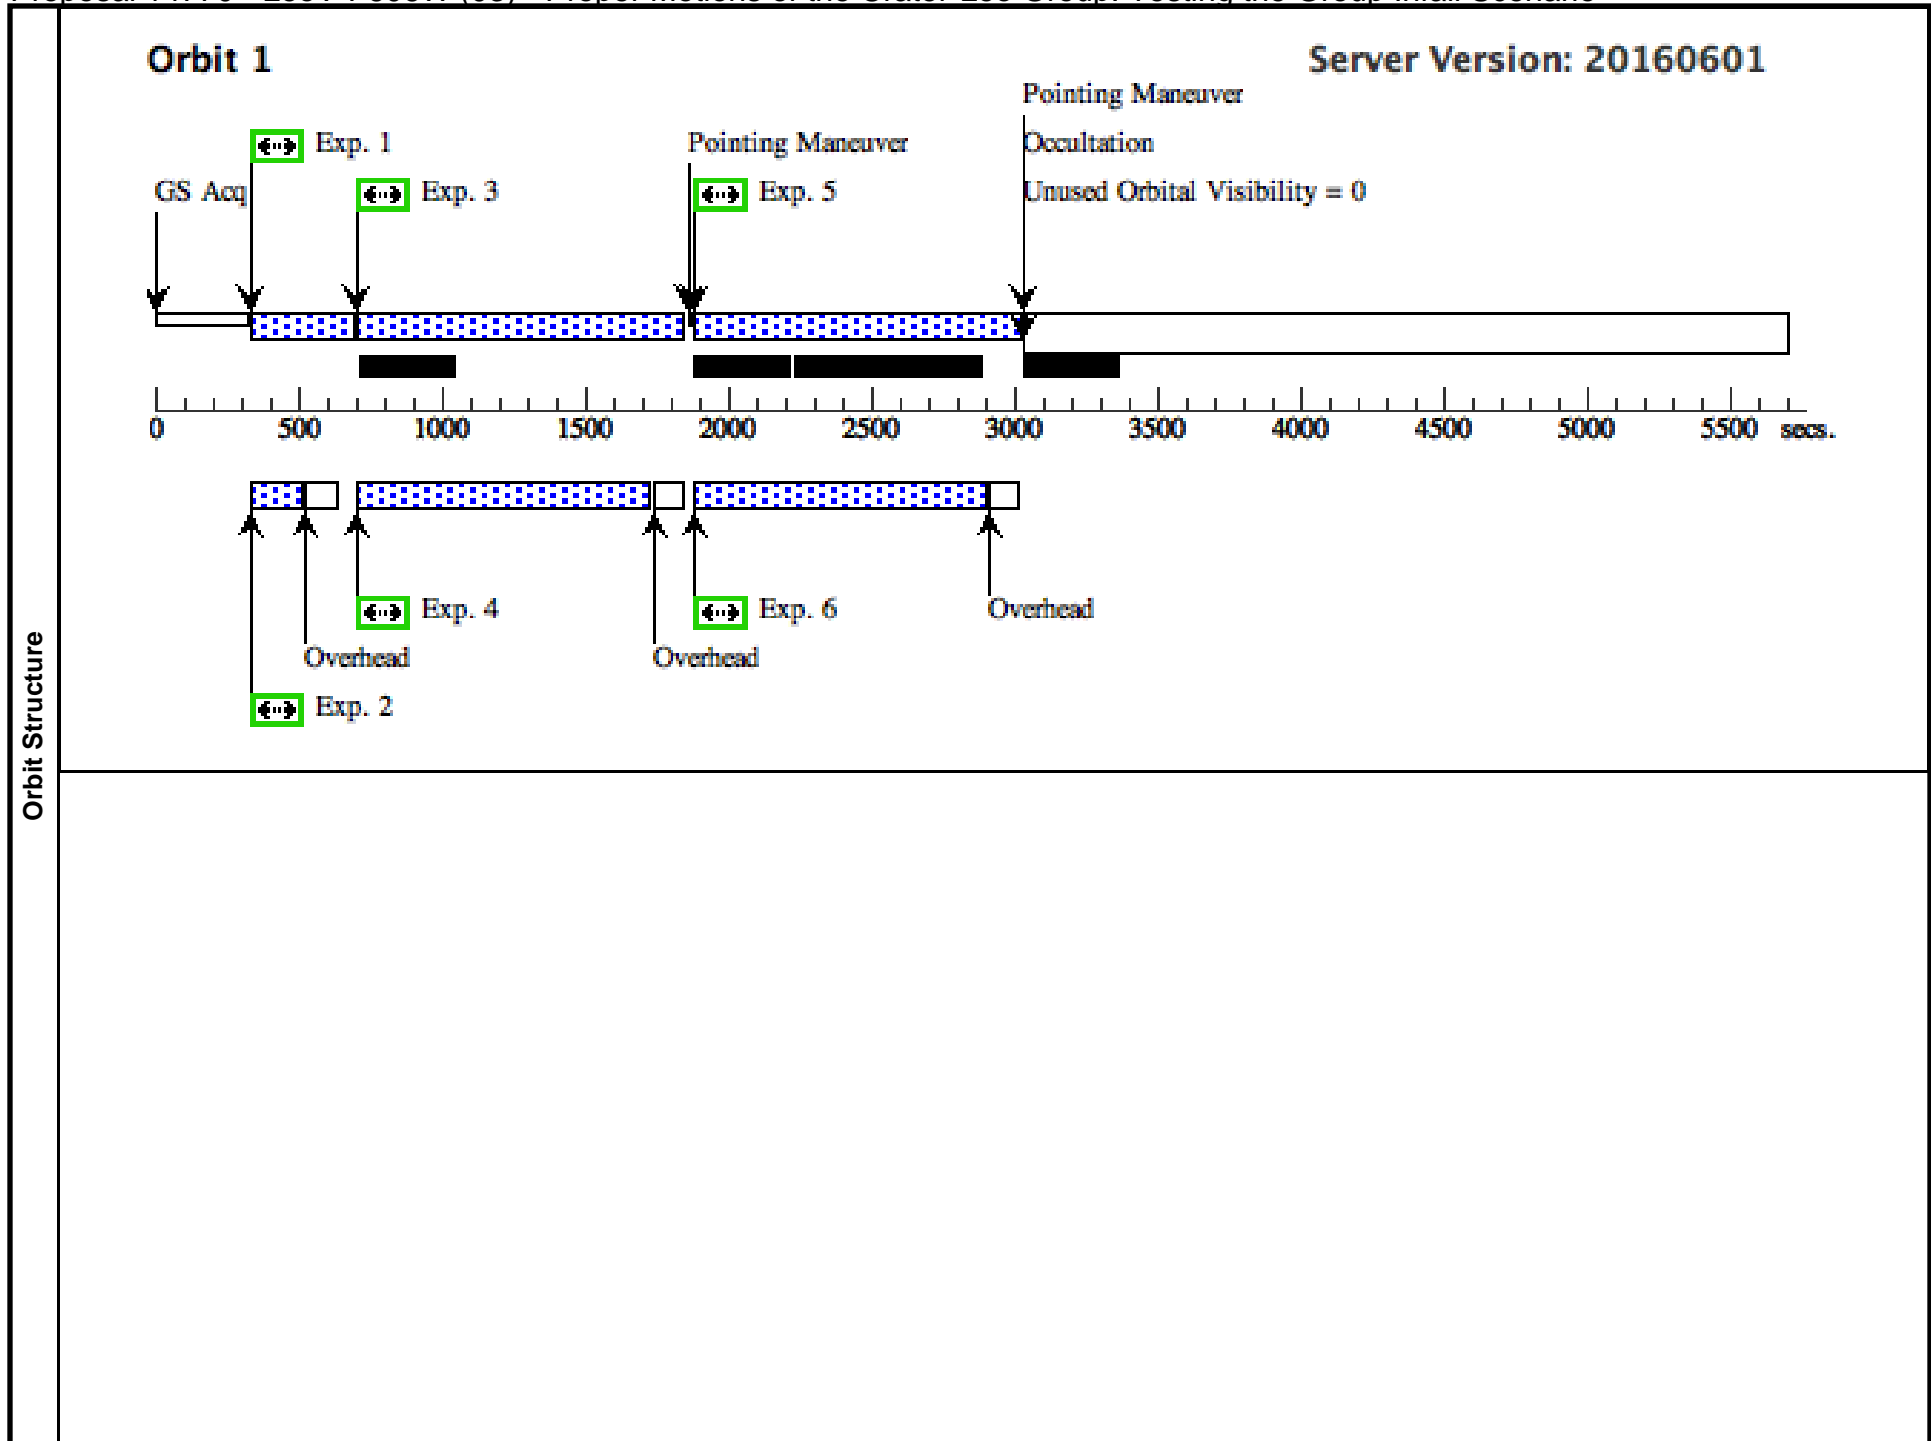 Orbit 1
Server Version: 20160601
Pointing Maneuver
Exp. 1
Pointing Maneuver
Occultation
GS Acq
Exp. 3
Exp. 5
Unused Orbital Visibility = 0
0 500 1000 1500 2000 2500 3000 3500 4000 4500 5000 5500 secs.
Exp. 4
Exp. 6
Overhead
Overhead
Overhead
Exp. 2
Orbit Structure